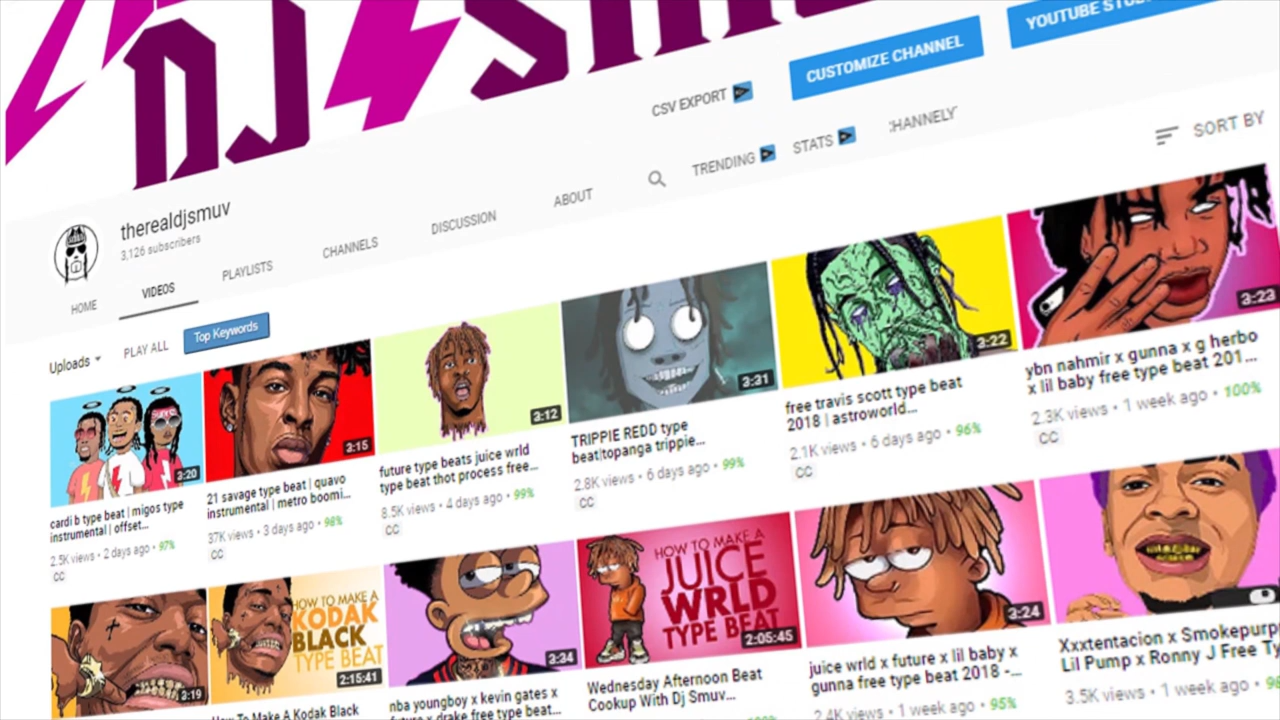 DJ SMU
CUSTOMIZE CHANNEL
YOUTUBE STUD
CSV EXPORT
therealdjsmuv
3,126 subscribers
HOME
VIDEOS
PLAYLISTS
CHANNELS
DISCUSSION
ABOUT
TRENDING
STATS
CHANNELY
SORT BY
Uploads
PLAY ALL
Top Keywords
3:20
cardi b type beat | migos type
instrumental | offset...
2.5K views • 2 days ago • 97%
CC
3:15
21 savage type beat | quavo
instrumental | metro boomi...
37K views • 3 days ago • 98%
CC
3:12
future type beats juice wrld
type beat thot process free...
8.5K views • 4 days ago • 99%
CC
3:31
TRIPPIE REDD type
beat|topanga trippie...
2.8K views • 6 days ago • 99%
CC
3:22
free travis scott type beat
2018 | astroworld...
2.1K views • 6 days ago • 96%
CC
3:23
ybn nahmir x gunna x g herbo
x lil baby free type beat 201...
2.3K views • 1 week ago • 100%
CC
3:19
HOW TO MAKE A
KODAK
BLACK
TYPE BEAT
2:15:41
How To Make A Kodak Black
3:34
nba youngboy x kevin gates x
future x drake free type beat...
HOW TO MAKE A
JUICE
WRLD
TYPE BEAT
2:05:45
Wednesday Afternoon Beat
Cookup With Dj Smuv...
3:24
juice wrld x future x lil baby x
gunna free type beat 2018 -...
2.4K views • 1 week ago • 95%
Xxxtentacion x Smokepurp
Lil Pump x Ronny J Free Ty
3.5K views • 1 week ago